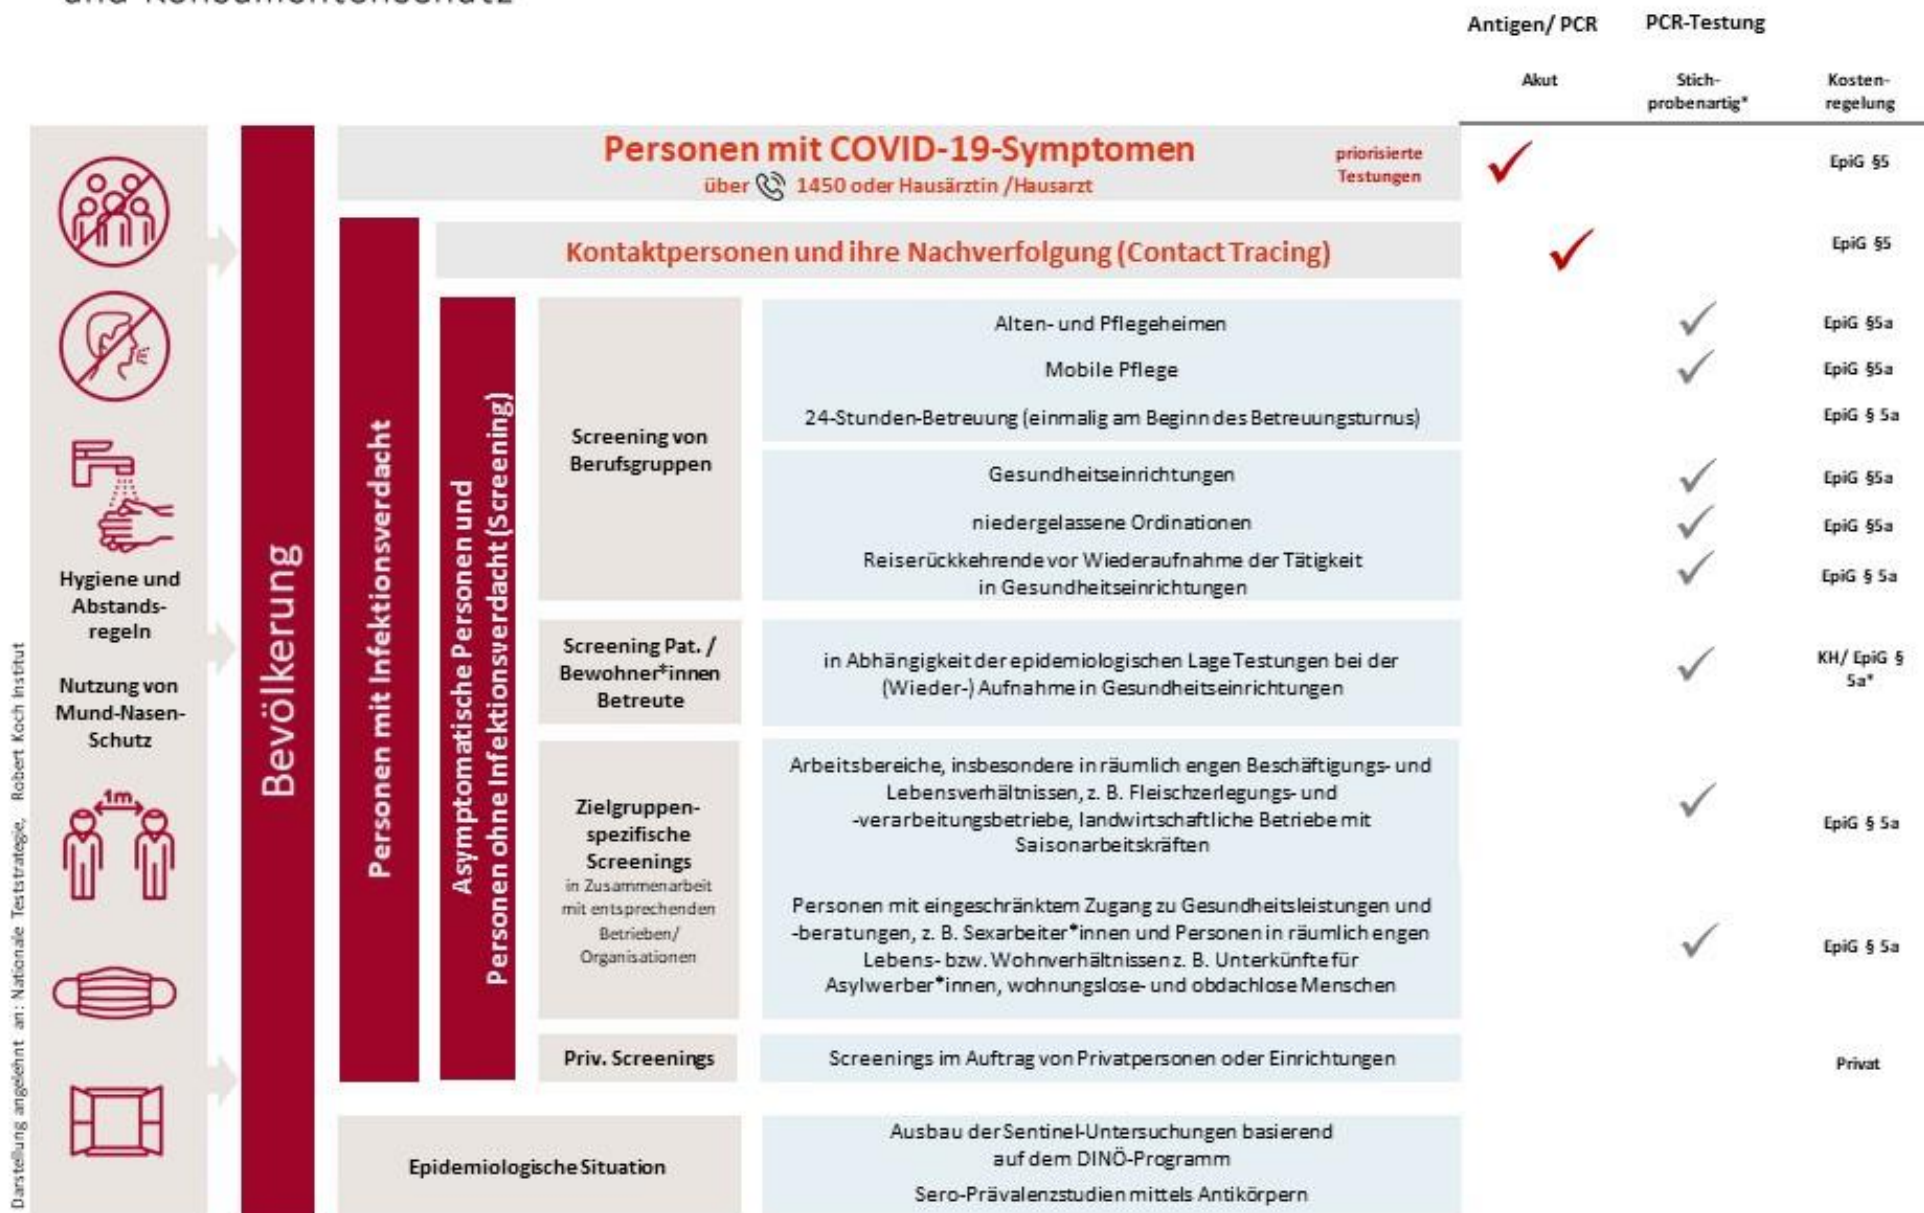 und Konsumentenschutz
Antigen/ PCR
PCR-Testung
Akut
Stich-
probenartig*
Kosten-
regelung
Personen mit COVID-19-Symptomen
über 1450 oder Hausärztin /Hausarzt
priorisierte
Testungen
EpiG §5
Kontaktpersonen und ihre Nachverfolgung (Contact Tracing)
EpiG §5
Hygiene und
Abstands-
regeln
Nutzung von
Mund-Nasen-
Schutz
1m
Bevölkerung
Personen mit Infektionsverdacht
Asymptomatische Personen und
Personen ohne Infektionsverdacht (Screening)
Screening von
Berufsgruppen
Alten- und Pflegeheimen
EpiG §5a
Mobile Pflege
EpiG §5a
24-Stunden-Betreuung (einmalig am Beginn des Betreuungsturnus)
EpiG § 5a
Gesundheitseinrichtungen
EpiG §5a
niedergelassene Ordinationen
EpiG §5a
Reiserückkehrende vor Wiederaufnahme der Tätigkeit
in Gesundheitseinrichtungen
EpiG § 5a
Screening Pat. /
Bewohner*innen
Betreute
in Abhängigkeit der epidemiologischen Lage Testungen bei der
(Wieder-) Aufnahme in Gesundheitseinrichtungen
KH/ EpiG §
5a*
Zielgruppen-
spezifische
Screenings
in Zusammenarbeit
mit entsprechenden
Betrieben/
Organisationen
Arbeitsbereiche, insbesondere in räumlich engen Beschäftigungs- und
Lebensverhältnissen, z. B. Fleischzerlegungs- und
-verarbeitungsbetriebe, landwirtschaftliche Betriebe mit
Saisonarbeitskräften
EpiG § 5a
Personen mit eingeschränktem Zugang zu Gesundheitsleistungen und
-beratungen, z. B. Sexarbeiter*innen und Personen in räumlich engen
Lebens- bzw. Wohnverhältnissen z. B. Unterkünfte für
Asylwerber*innen, wohnungslose- und obdachlose Menschen
EpiG § 5a
Priv. Screenings
Screenings im Auftrag von Privatpersonen oder Einrichtungen
Privat
Epidemiologische Situation
Ausbau der Sentinel-Untersuchungen basierend
auf dem DINÖ-Programm
Sero-Prävalenzstudien mittels Antikörpern
Darstellung angelehnt an: Nationale Teststrategie, Robert Koch Institut